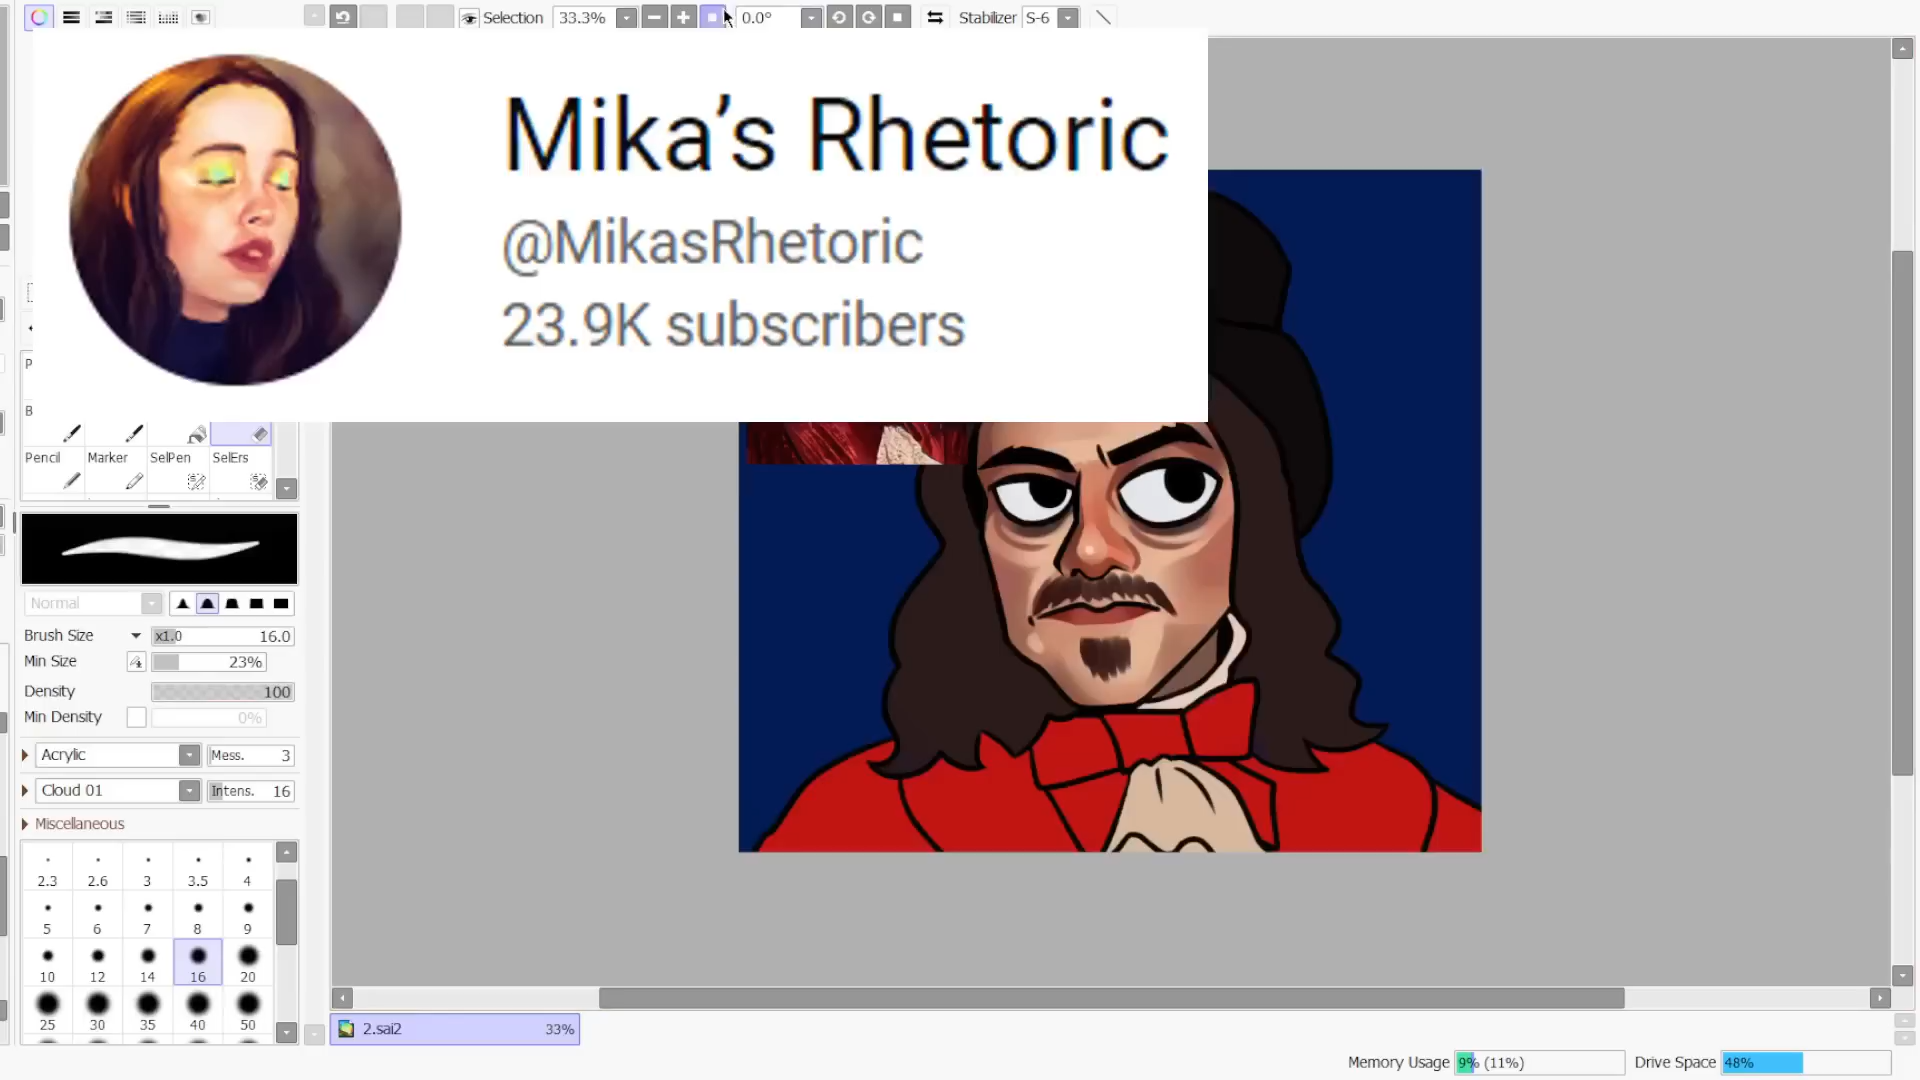 Selection 33.3% 0.0° Stabilizer S-6
Mika’s Rhetoric
@MikasRhetoric
23.9K subscribers
P
B
Pencil Marker SelPen SelErs
Normal
Brush Size x1.0 16.0
Min Size 23%
Density 100
Min Density 0%
Acrylic Mess. 3
Cloud 01 Intens. 16
Miscellaneous
2.3 2.6 3 3.5 4
5 6 7 8 9
10 12 14 16 20
25 30 35 40 50
2.sai2 33%
Memory Usage 9% (11%) Drive Space 48%